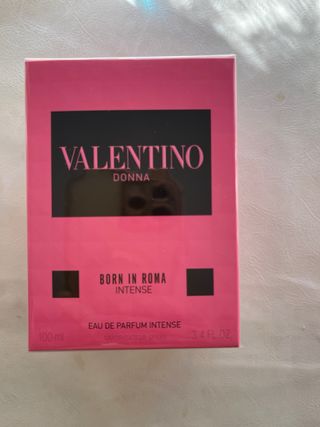 VALENTINO
DONNA
BORN IN ROMA
INTENSE
EAU DE PARFUM INTENSE
100 ml
3.4 FL. OZ